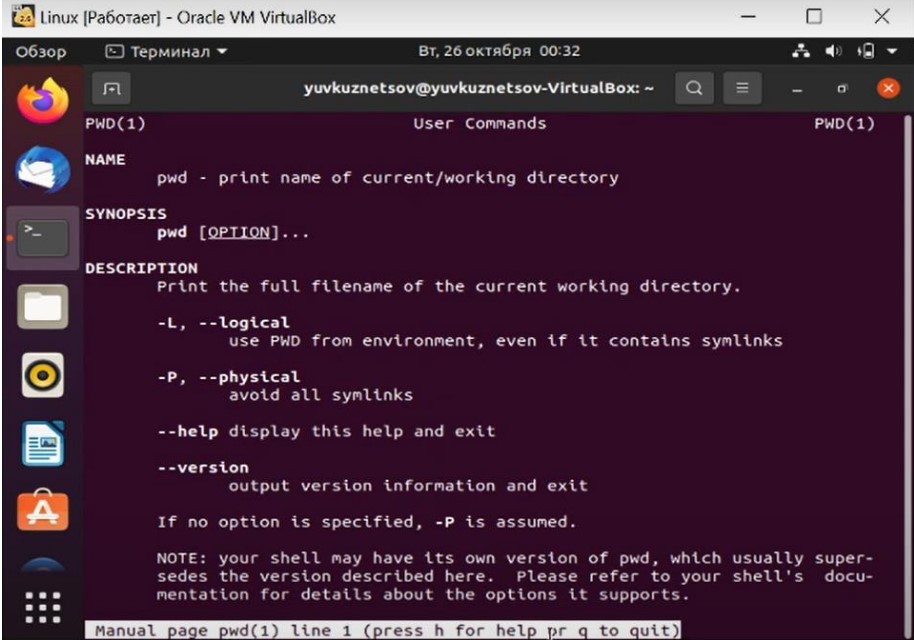 Linux [Работает] - Oracle VM VirtualBox
Обзор Терминал Вт, 26 октября 00:32
yuvkuznetsov@yuvkuznetsov-VirtualBox: ~
PWD(1) User Commands PWD(1)
NAME
pwd - print name of current/working directory
SYNOPSIS
pwd [OPTION]...
DESCRIPTION
Print the full filename of the current working directory.
-L, --logical
use PWD from environment, even if it contains symlinks
-P, --physical
avoid all symlinks
--help display this help and exit
--version
output version information and exit
If no option is specified, -P is assumed.
NOTE: your shell may have its own version of pwd, which usually super-
sedes the version described here. Please refer to your shell's docu-
mentation for details about the options it supports.
Manual page pwd(1) line 1 (press h for help or q to quit)